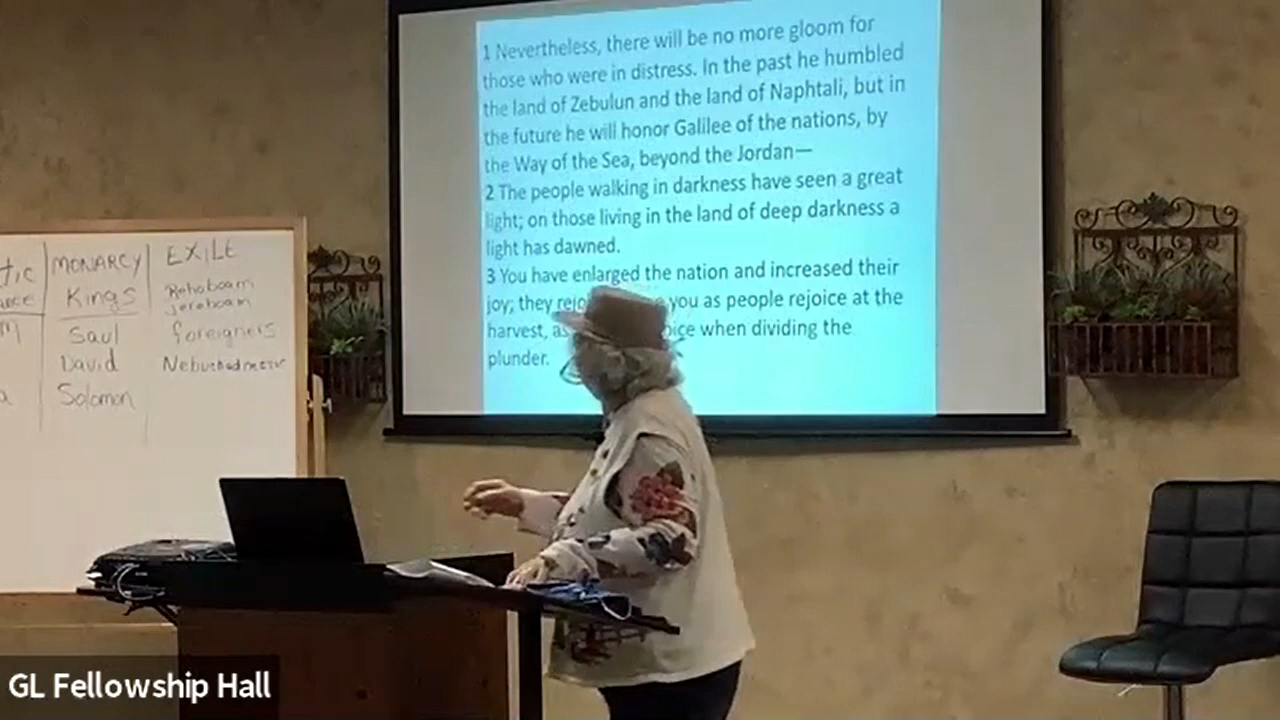 1 Nevertheless, there will be no more gloom for
those who were in distress. In the past he humbled
the land of Zebulun and the land of Naphtali, but in
the future he will honor Galilee of the nations, by
the Way of the Sea, beyond the Jordan—
2 The people walking in darkness have seen a great
light; on those living in the land of deep darkness a
light has dawned.
3 You have enlarged the nation and increased their
joy; they you as people rejoice at the
harvest, when dividing the
plunder.
MONARCY EXILE
Kings Rehoboam
Jeroboam
Saul foreigners
David
Solomon
GL Fellowship Hall